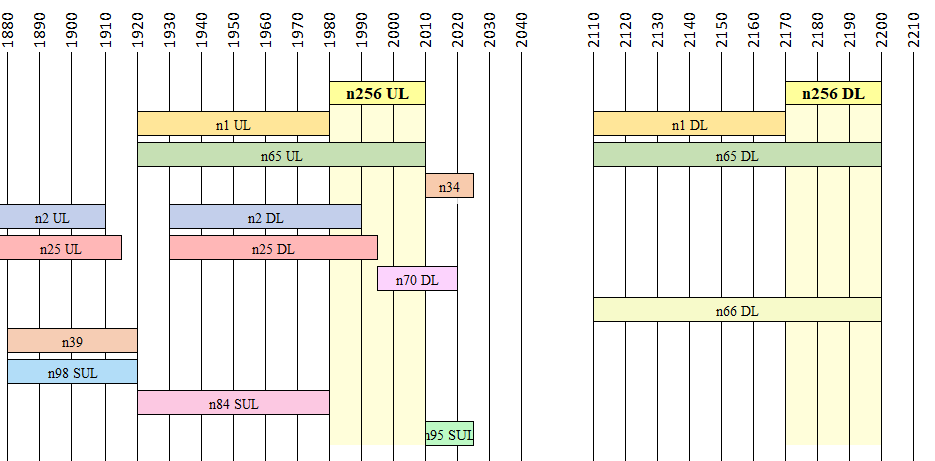 1880 1890 1900 1910 1920 1930 1940 1950 1960 1970 1980 1990 2000 2010 2020 2030 2040 2110 2120 2130 2140 2150 2160 2170 2180 2190 2200 2210
n256 UL n256 DL
n1 UL n1 DL
n65 UL n65 DL
n34
n2 UL n2 DL
n25 UL n25 DL
n70 DL
n66 DL
n39
n98 SUL
n84 SUL
n95 SUL